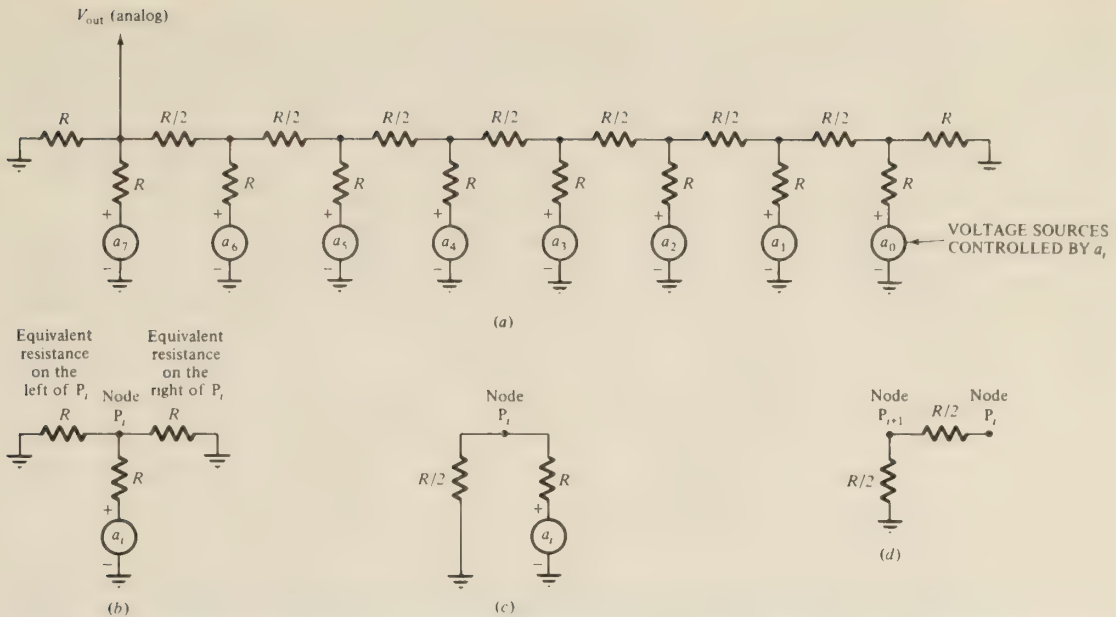 V_out (analog)
R R/2 R/2 R/2 R/2 R/2 R/2 R/2 R
R R R R R R R R
+ + + + + + + +
a_7 a_6 a_5 a_4 a_3 a_2 a_1 a_0
- - - - - - - -
VOLTAGE SOURCES
CONTROLLED BY a_i
(a)
Equivalent
resistance
on the
left of P_i
Equivalent
resistance
on the
right of P_i
Node
P_i
R R
R
+
a_i
-
(b)
Node
P_i
R/2 R
+
a_i
-
(c)
Node
P_i+1
R/2
Node
P_i
R/2
(d)